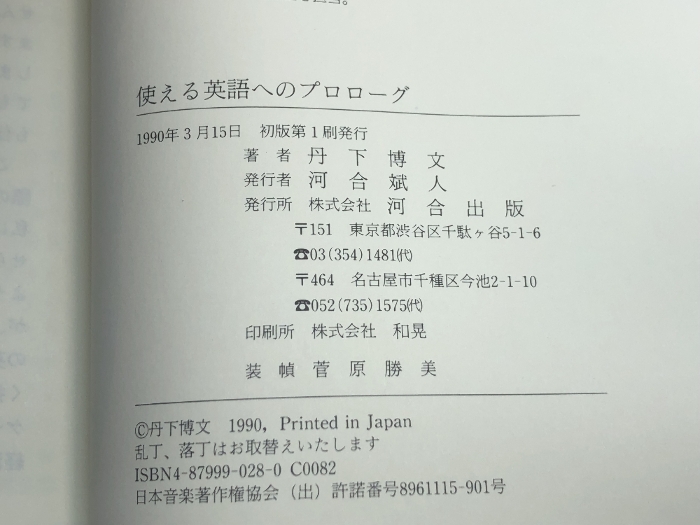 使える英語へのプロローグ
1990年3月15日　初版第1刷発行
著者　丹下博文
発行者　河合斌人
発行所　株式会社　河合出版
〒151　東京都渋谷区千駄ヶ谷5-1-6
☎03(354)1481㈹
〒464　名古屋市千種区今池2-1-10
☎052(735)1575㈹
印刷所　株式会社　和晃
装幀　菅原勝美
©丹下博文　1990, Printed in Japan
乱丁、落丁はお取替えいたします
ISBN4-87999-028-0 C0082
日本音楽著作権協会（出）許諾番号8961115-901号